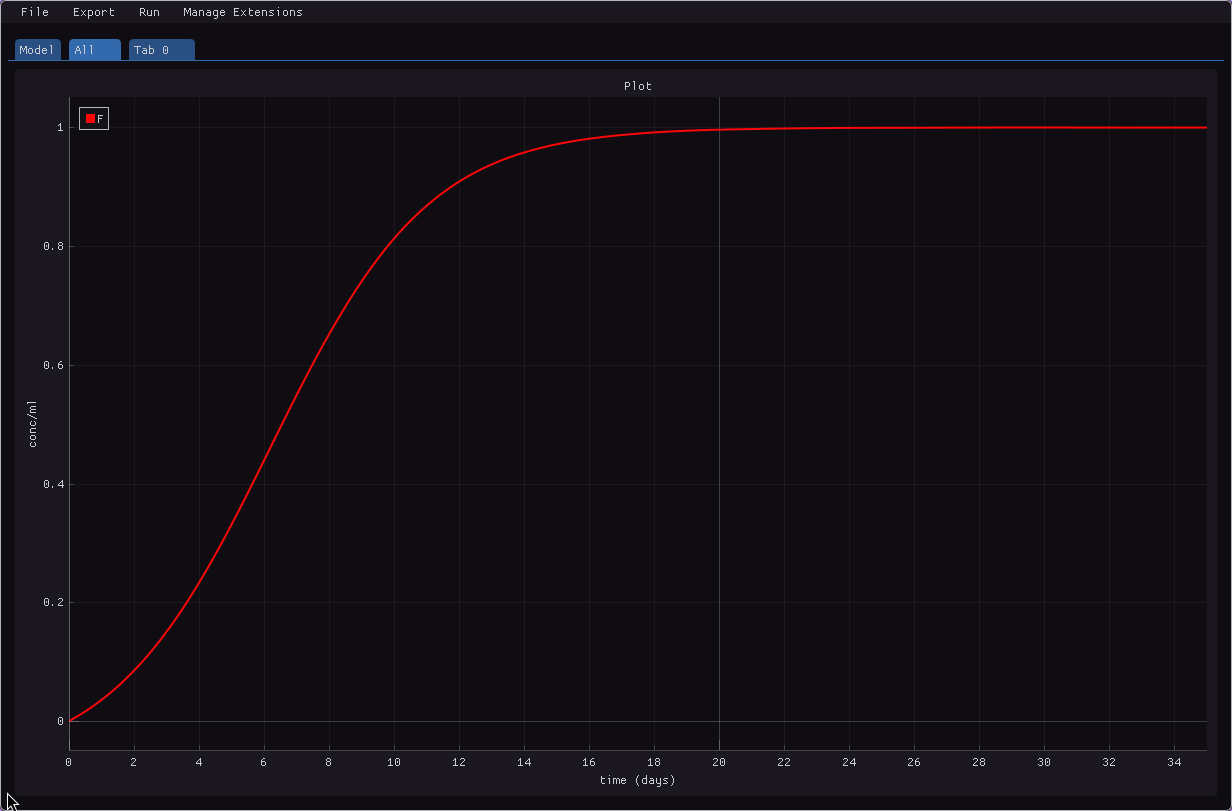 File Export Run Manage Extensions
Model All Tab 0
Plot
F
1
0.8
0.6
0.4
0.2
0
conc/ml
0 2 4 6 8 10 12 14 16 18 20 22 24 26 28 30 32 34
time (days)